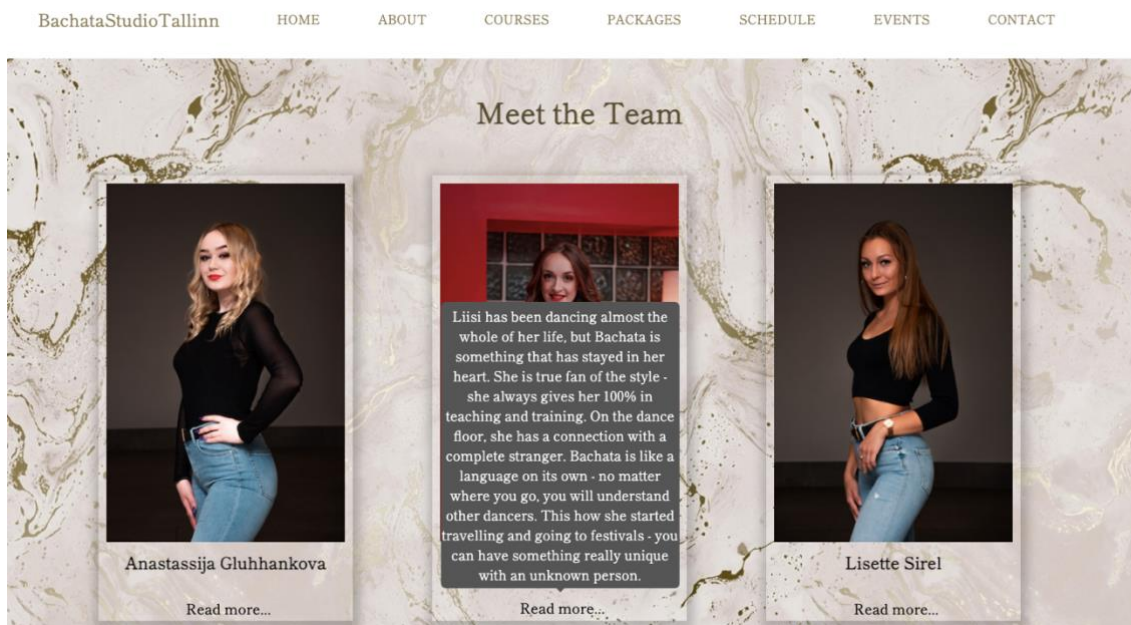 BachataStudioTallinn HOME ABOUT COURSES PACKAGES SCHEDULE EVENTS CONTACT
Meet the Team
Liisi has been dancing almost the
whole of her life, but Bachata is
something that has stayed in her
heart. She is true fan of the style -
she always gives her 100% in
teaching and training. On the dance
floor, she has a connection with a
complete stranger. Bachata is like a
language on its own - no matter
where you go, you will understand
other dancers. This how she started
travelling and going to festivals - you
can have something really unique
with an unknown person.
Anastassija Gluhhankova
Lisette Sirel
Read more...
Read more...
Read more...